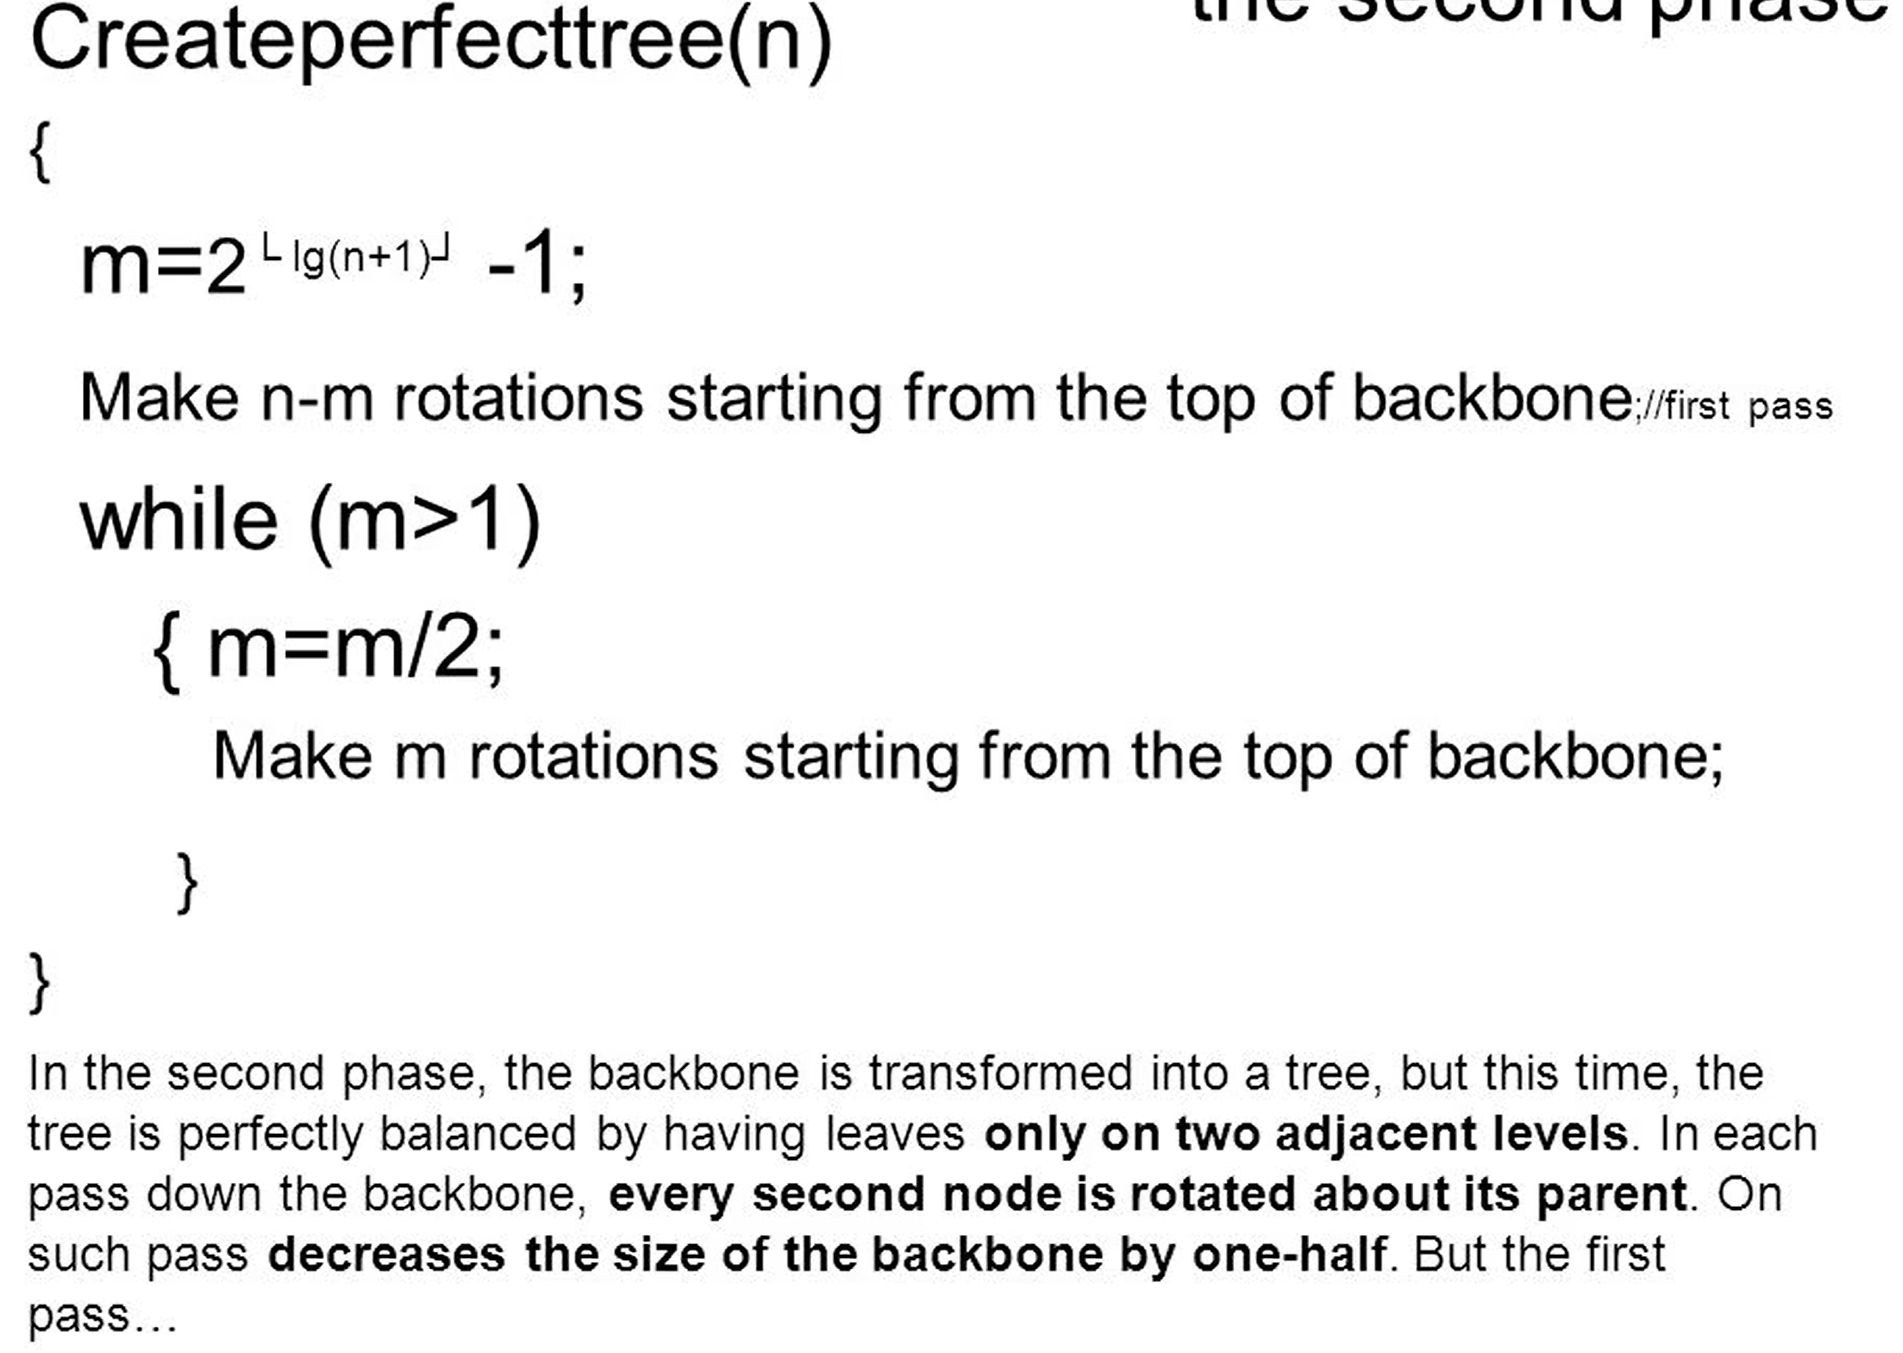 the second phase
Createperfecttree(n)
{
m=2└ lg(n+1)┘ -1;
Make n-m rotations starting from the top of backbone;//first pass
while (m>1)
{ m=m/2;
Make m rotations starting from the top of backbone;
}
}
In the second phase, the backbone is transformed into a tree, but this time, the
tree is perfectly balanced by having leaves only on two adjacent levels. In each
pass down the backbone, every second node is rotated about its parent. On
such pass decreases the size of the backbone by one-half. But the first
pass…